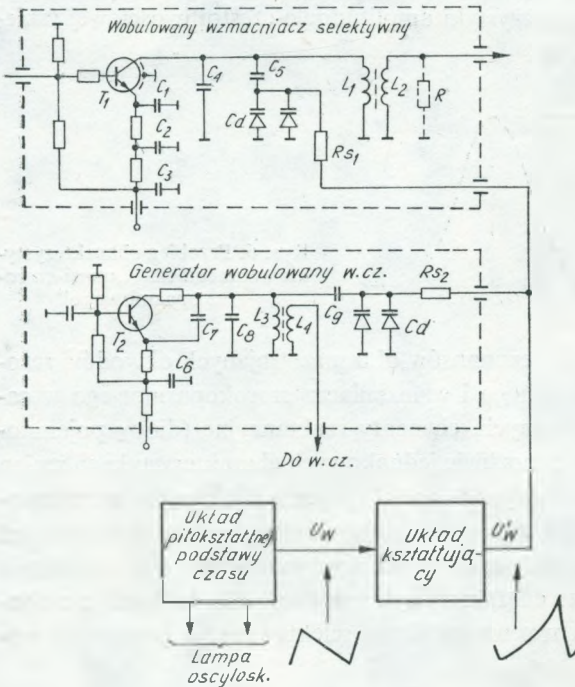 Wobulowany wzmacniacz selektywny
T1
C1
C2
C3
C4
C5
Cd
L1
L2
R
Rs1
Generator wobulowany w.cz.
Rs2
T2
C7
C8
L3
L4
C9
Cd
C6
Do w.cz.
Układ
piłokształtnej
podstawy
czasu
Uw
Układ
kształtują-
cy
U'w
Lampa
oscylosk.